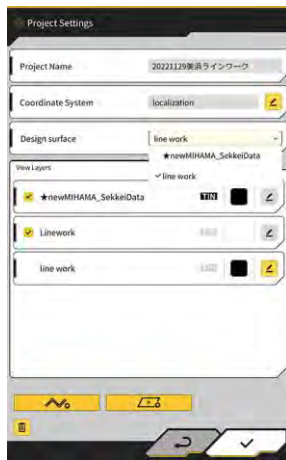 Project Settings
Project Name 20221129美浜ラインワーク
Coordinate System localization
Design surface line work
★newMIHAMA_SekkeiData
✓line work
View Layers
★newMIHAMA_SekkeiData TIN
Linework
line work